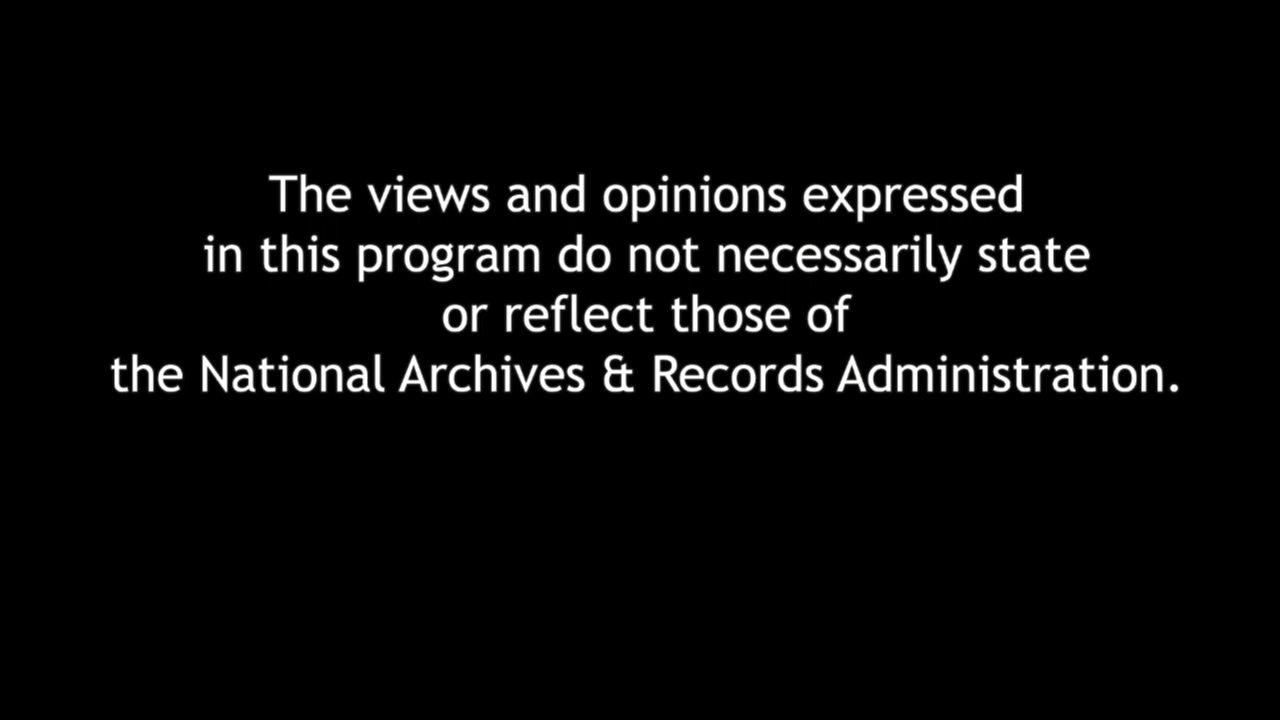 The views and opinions expressed
in this program do not necessarily state
or reflect those of
the National Archives & Records Administration.